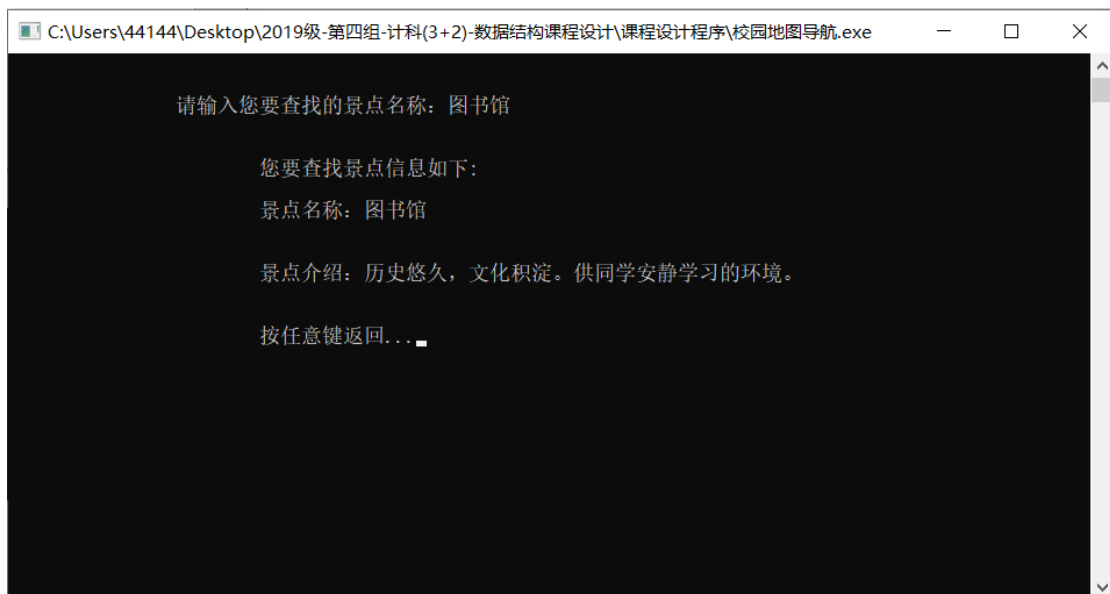 C:\Users\44144\Desktop\2019级-第四组-计科(3+2)-数据结构课程设计\课程设计程序\校园地图导航.exe
请输入您要查找的景点名称：图书馆
您要查找景点信息如下:
景点名称：图书馆
景点介绍：历史悠久，文化积淀。供同学安静学习的环境。
按任意键返回...